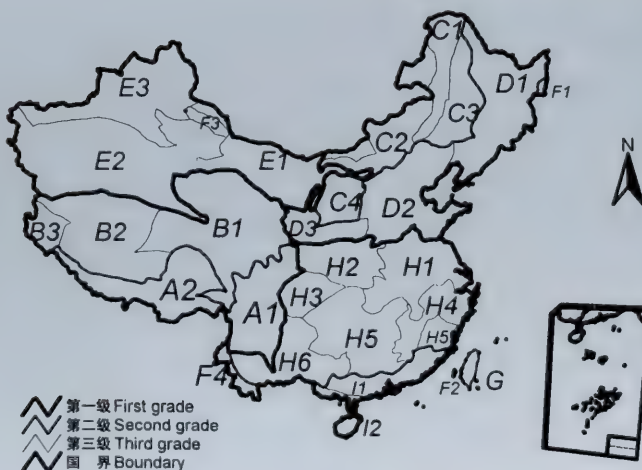 C1
D1
F1
E3
C3
F3
C2
E2
E1
N
C4
D2
B3
B2
B1
D3
H2
H1
A2
H3
A1
H4
H5
H5
H6
F4
I1
F2
G
I2
第一级 First grade
第二级 Second grade
第三级 Third grade
国 界 Boundary